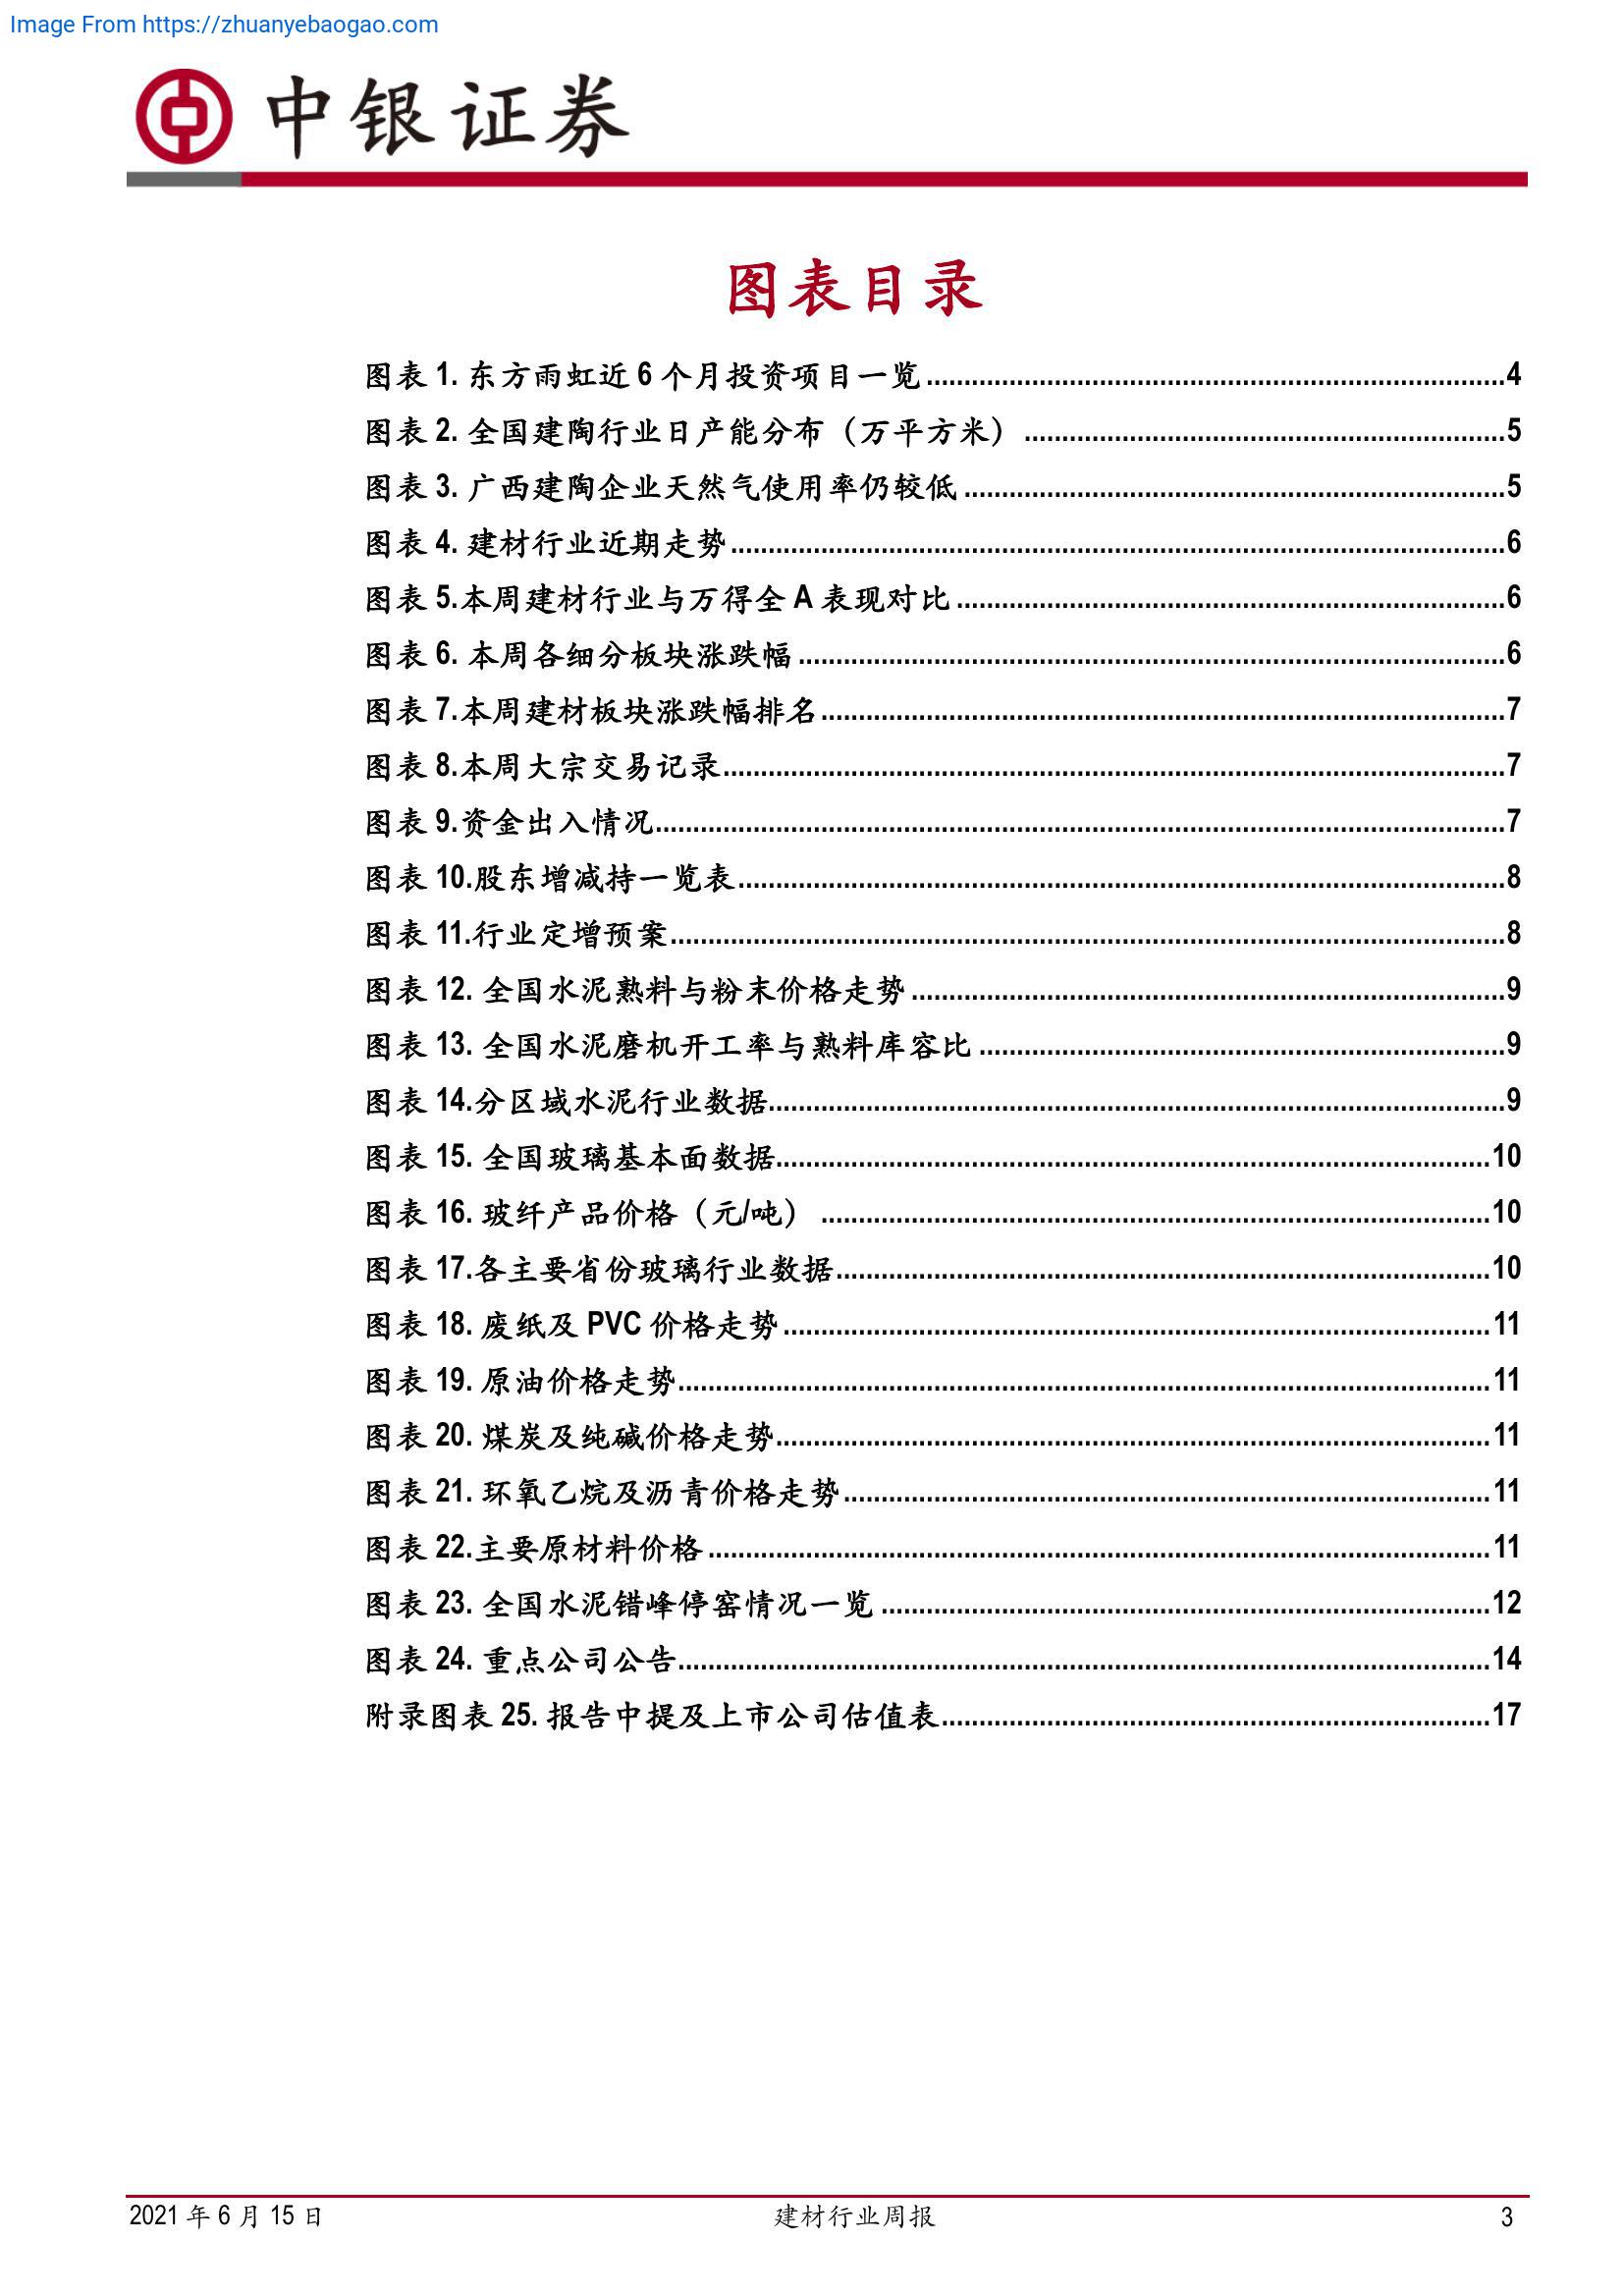 Image From https://zhuanyebaogao.com
中银证券
图表目录
图表 1. 东方雨虹近 6 个月投资项目一览............4
图表 2. 全国建陶行业日产能分布（万平方米）............5
图表 3. 广西建陶企业天然气使用率仍较低............5
图表 4. 建材行业近期走势............6
图表 5.本周建材行业与万得全 A 表现对比............6
图表 6. 本周各细分板块涨跌幅............6
图表 7.本周建材板块涨跌幅排名............7
图表 8.本周大宗交易记录............7
图表 9.资金出入情况............7
图表 10.股东增减持一览表............8
图表 11.行业定增预案............8
图表 12. 全国水泥熟料与粉末价格走势............9
图表 13. 全国水泥磨机开工率与熟料库容比............9
图表 14.分区域水泥行业数据............9
图表 15. 全国玻璃基本面数据............10
图表 16. 玻纤产品价格（元/吨）............10
图表 17.各主要省份玻璃行业数据............10
图表 18. 废纸及 PVC 价格走势............11
图表 19. 原油价格走势............11
图表 20. 煤炭及纯碱价格走势............11
图表 21. 环氧乙烷及沥青价格走势............11
图表 22.主要原材料价格............11
图表 23. 全国水泥错峰停窑情况一览............12
图表 24. 重点公司公告............14
附录图表 25. 报告中提及上市公司估值表............17
2021 年 6 月 15 日 建材行业周报 3